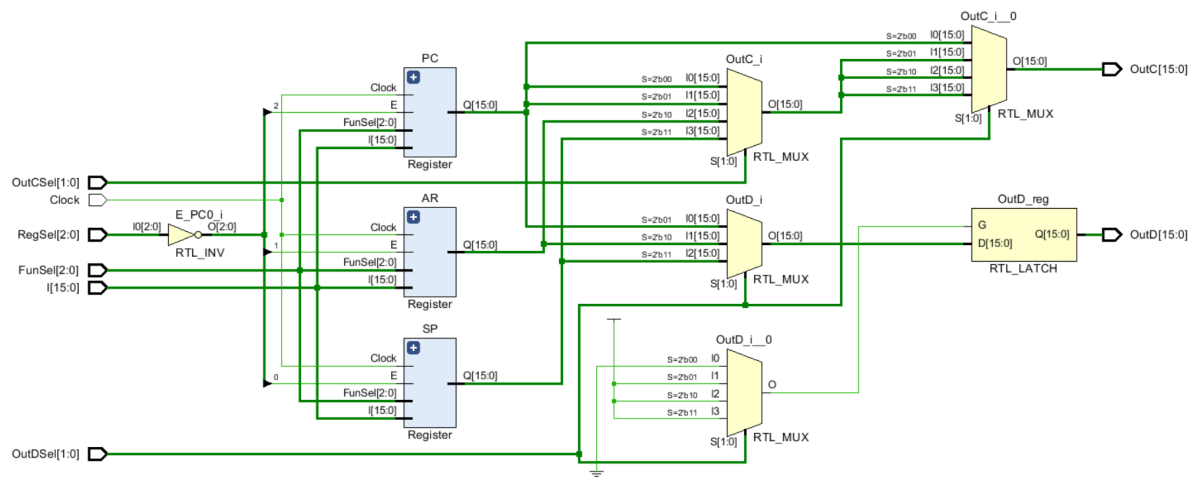 OutC_i__0
S=2'b00 I0[15:0]
S=2'b01 I1[15:0]
S=2'b10 I2[15:0]
S=2'b11 I3[15:0]
O[15:0]
OutC[15:0]
S[1:0]
RTL_MUX
PC
Clock
E
FunSel[2:0]
I[15:0]
Q[15:0]
Register
OutC_i
S=2'b00 I0[15:0]
S=2'b01 I1[15:0]
S=2'b10 I2[15:0]
S=2'b11 I3[15:0]
O[15:0]
S[1:0]
RTL_MUX
OutCSel[1:0]
Clock
RegSel[2:0]
FunSel[2:0]
I[15:0]
OutDSel[1:0]
E_PC0_i
I0[2:0]
O[2:0]
RTL_INV
2
1
0
AR
Clock
E
FunSel[2:0]
I[15:0]
Q[15:0]
Register
OutD_i
S=2'b01 I0[15:0]
S=2'b10 I1[15:0]
S=2'b11 I2[15:0]
O[15:0]
S[1:0]
RTL_MUX
OutD_reg
G
D[15:0]
Q[15:0]
RTL_LATCH
OutD[15:0]
SP
Clock
E
FunSel[2:0]
I[15:0]
Q[15:0]
Register
OutD_i__0
S=2'b00 I0
S=2'b01 I1
S=2'b10 I2
S=2'b11 I3
O
S[1:0]
RTL_MUX